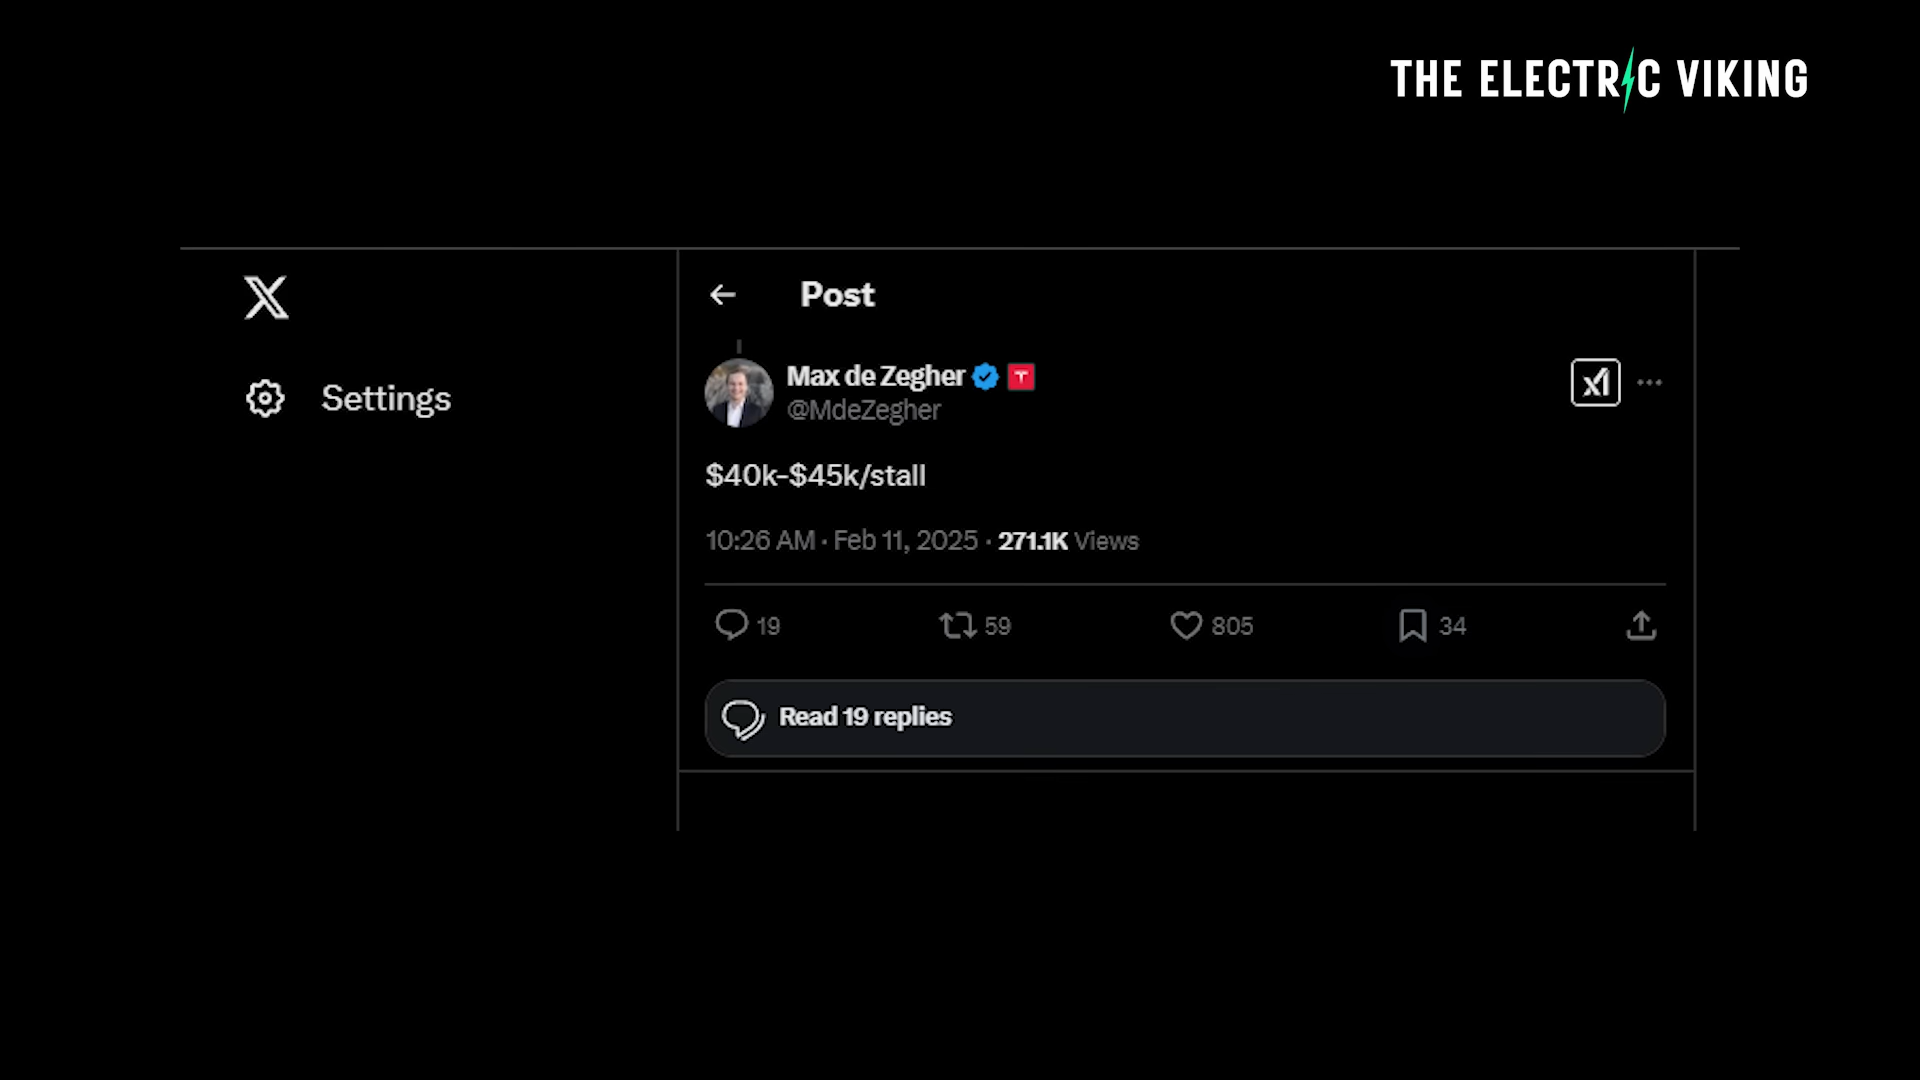 THE ELECTRIC VIKING
Post
Max de Zegher
@MdeZegher
Settings
$40k-$45k/stall
10:26 AM · Feb 11, 2025 · 271.1K Views
19 59 805 34
Read 19 replies